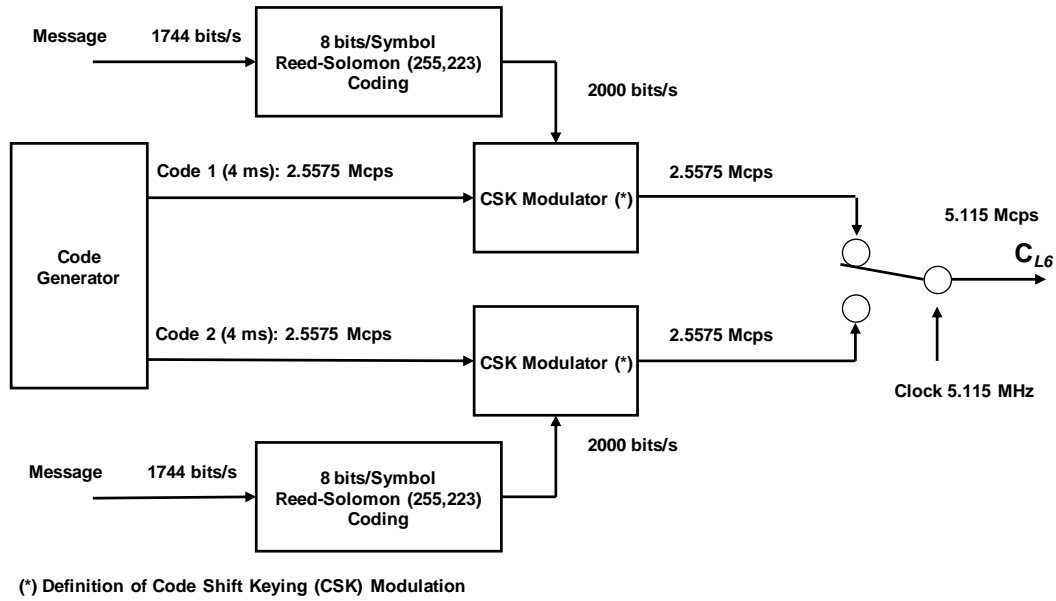 Message
1744 bits/s
8 bits/Symbol
Reed-Solomon (255,223)
Coding
2000 bits/s
Code 1 (4 ms): 2.5575 Mcps
CSK Modulator (*)
2.5575 Mcps
5.115 Mcps
CL6
Code
Generator
Code 2 (4 ms): 2.5575 Mcps
CSK Modulator (*)
2.5575 Mcps
Clock 5.115 MHz
2000 bits/s
Message
1744 bits/s
8 bits/Symbol
Reed-Solomon (255,223)
Coding
(*) Definition of Code Shift Keying (CSK) Modulation